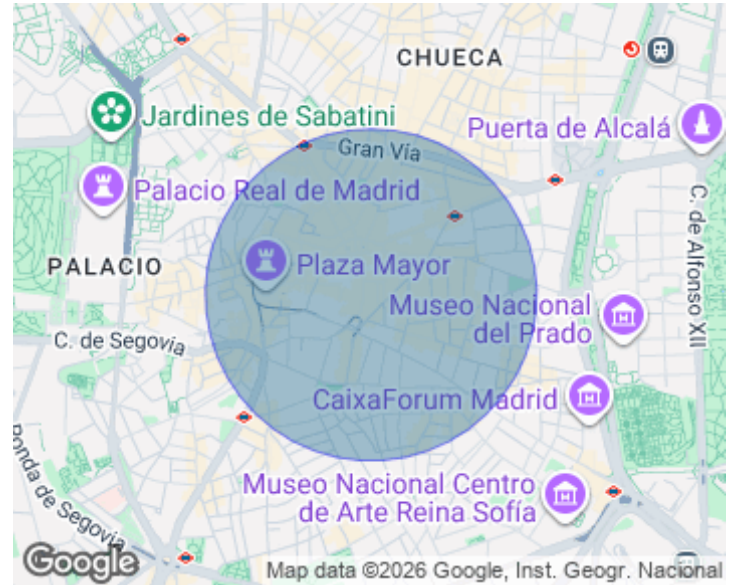 CHUECA
Jardines de Sabatini
Puerta de Alcalá
Gran Vía
Palacio Real de Madrid
C. de Alfonso XII
PALACIO
Plaza Mayor
Museo Nacional
del Prado
C. de Segovia
CaixaForum Madrid
Ronda de Segovia
Museo Nacional Centro
de Arte Reina Sofía
Google
Map data ©2026 Google, Inst. Geogr. Nacional